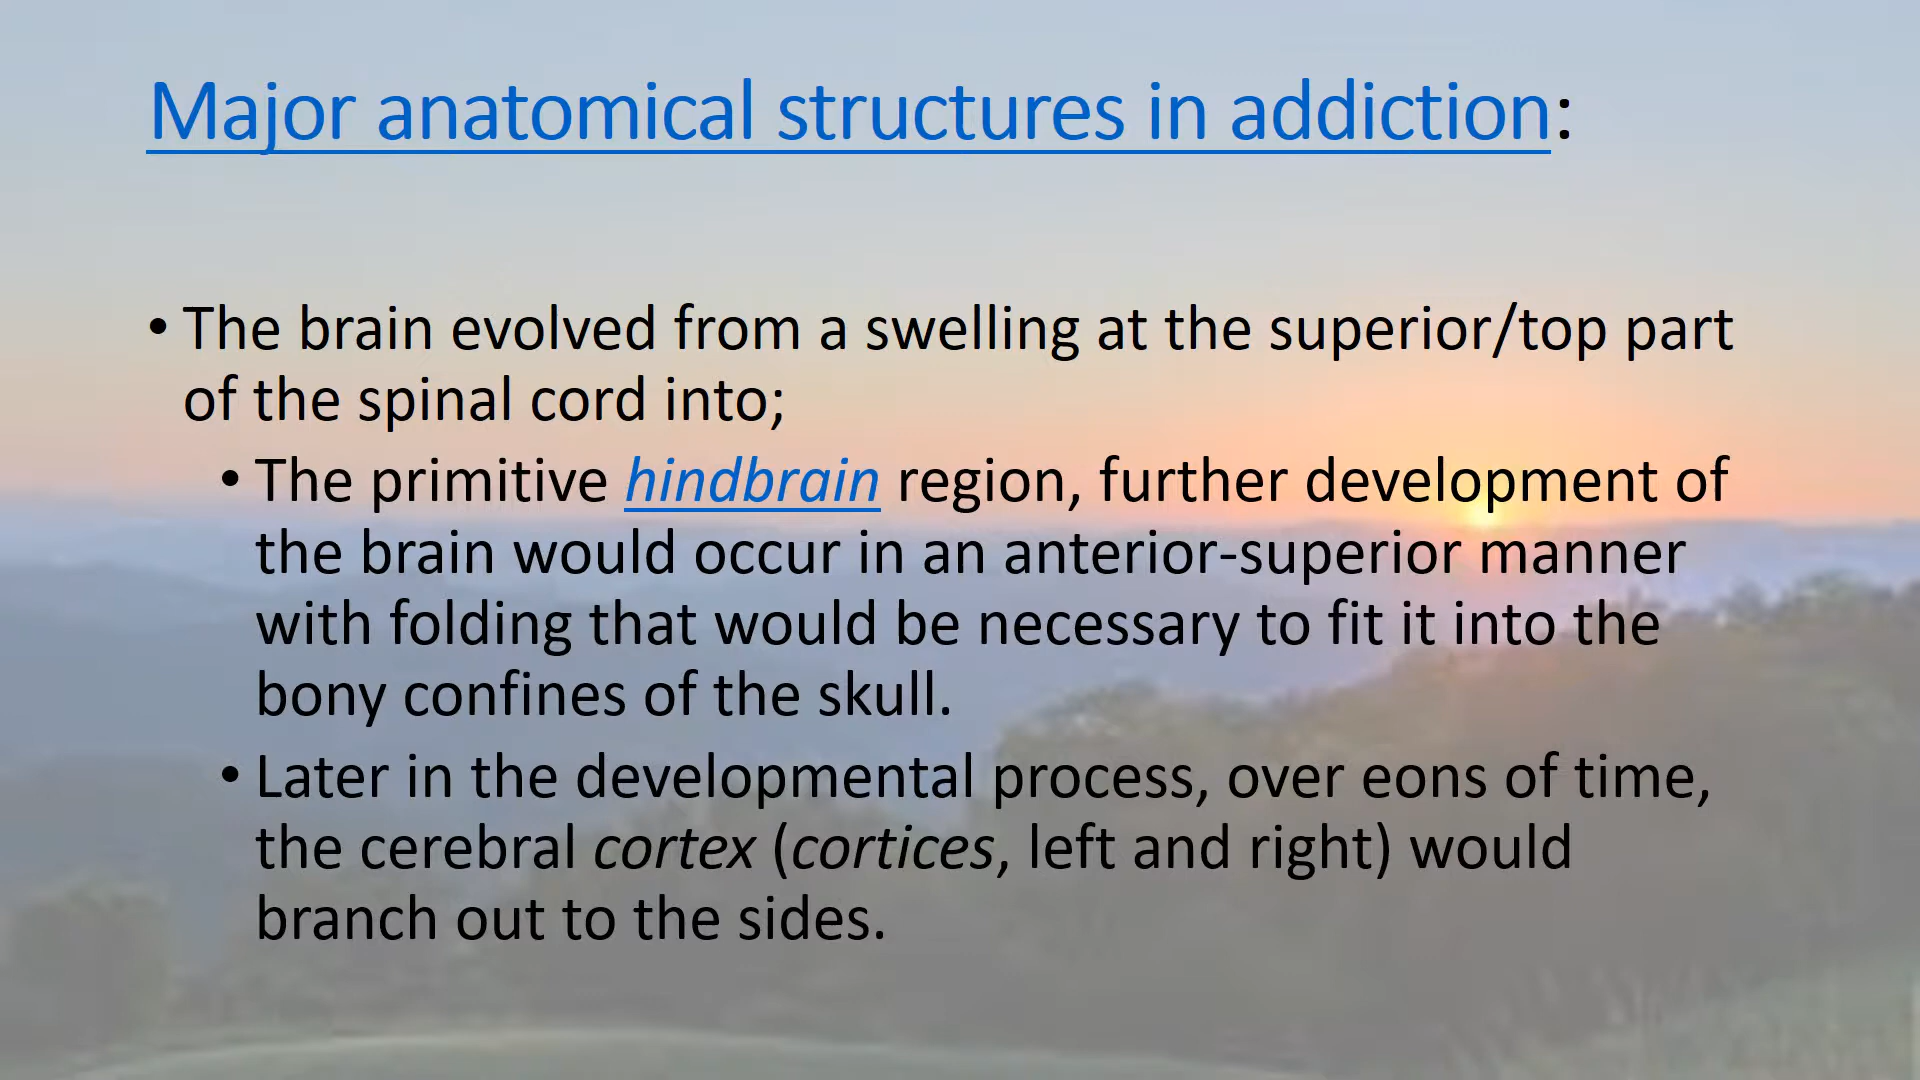 Major anatomical structures in addiction:
• The brain evolved from a swelling at the superior/top part
of the spinal cord into;
• The primitive hindbrain region, further development of
the brain would occur in an anterior-superior manner
with folding that would be necessary to fit it into the
bony confines of the skull.
• Later in the developmental process, over eons of time,
the cerebral cortex (cortices, left and right) would
branch out to the sides.